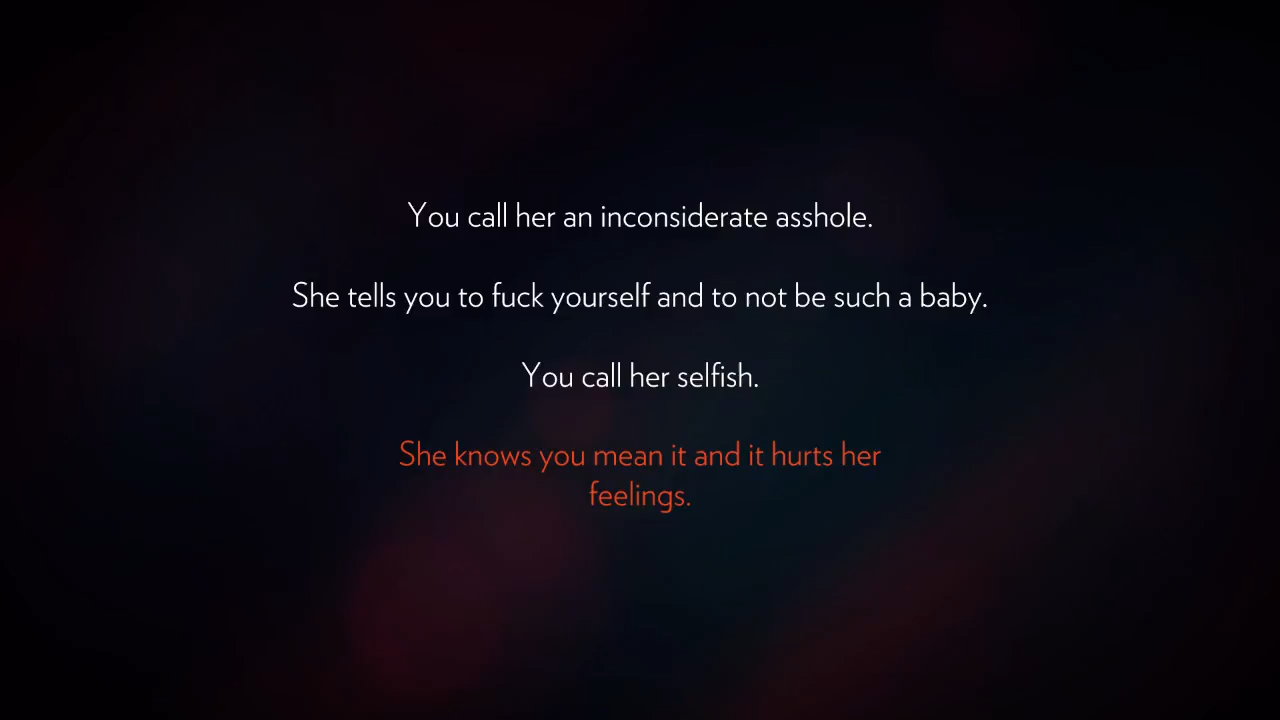 You call her an inconsiderate asshole.
She tells you to fuck yourself and to not be such a baby.
You call her selfish.
She knows you mean it and it hurts her
feelings.